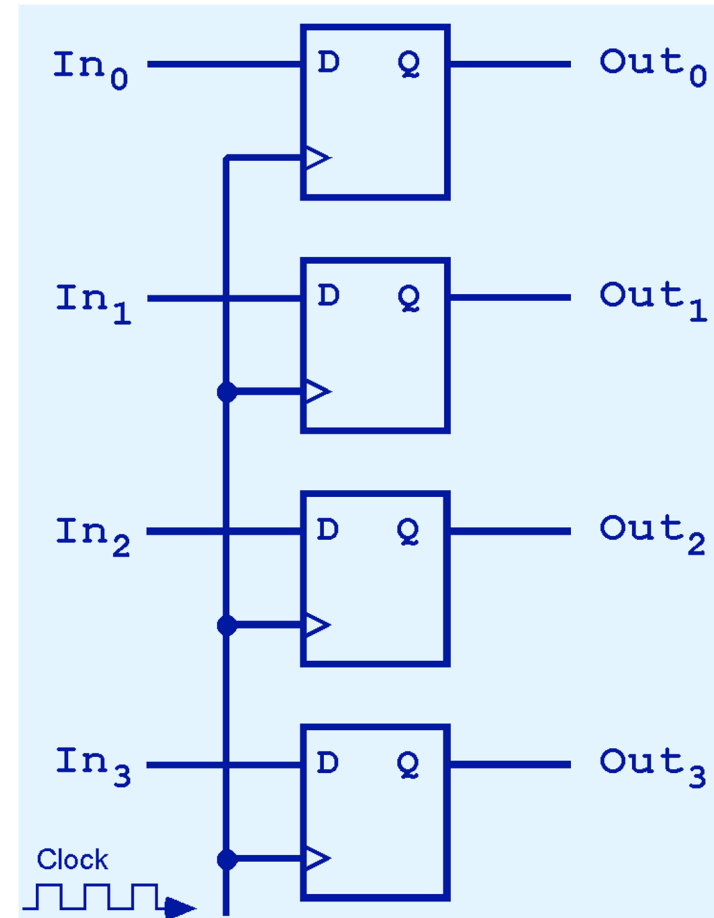 In₀ D Q Out₀
In₁ D Q Out₁
In₂ D Q Out₂
In₃ D Q Out₃
Clock